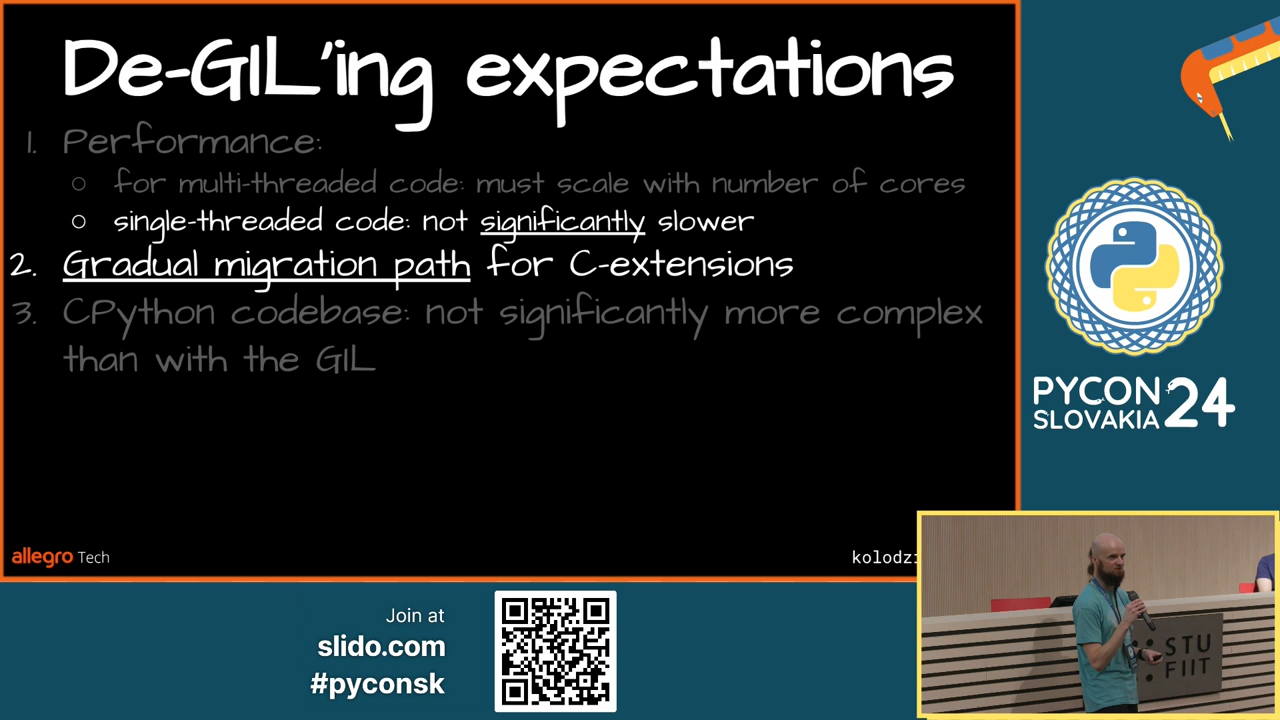 De-GIL'ing expectations
1. Performance:
○ for multi-threaded code: must scale with number of cores
○ single-threaded code: not significantly slower
2. Gradual migration path for C-extensions
3. CPython codebase: not significantly more complex
than with the GIL
allegro Tech
kolodzi
PYCON 24
SLOVAKIA
Join at
slido.com
#pyconsk
STU
FIIT